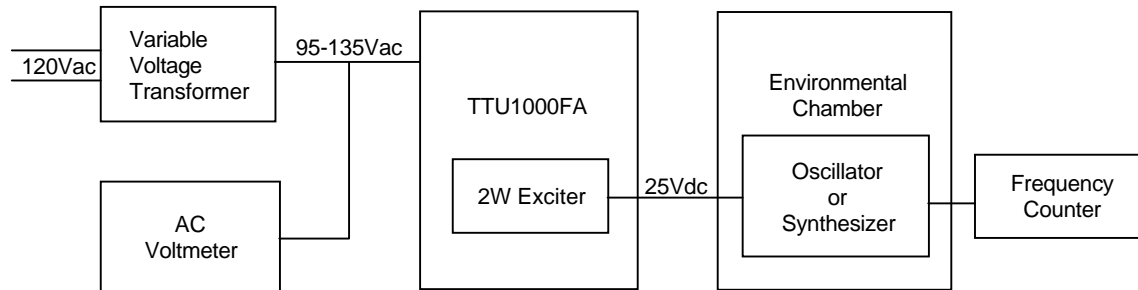 120Vac
Variable
Voltage
Transformer
95-135Vac
AC
Voltmeter
TTU1000FA
2W Exciter
25Vdc
Environmental
Chamber
Oscillator
or
Synthesizer
Frequency
Counter